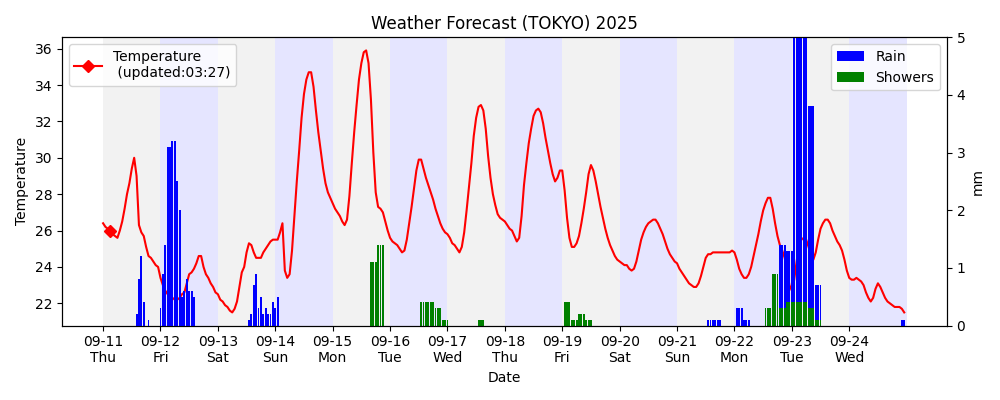 Weather Forecast (TOKYO) 2025
Temperature
(updated:03:27)
Rain
Showers
36
34
32
30
28
26
24
22
Temperature
5
4
3
2
1
0
mm
09-11 09-12 09-13 09-14 09-15 09-16 09-17 09-18 09-19 09-20 09-21 09-22 09-23 09-24
Thu Fri Sat Sun Mon Tue Wed Thu Fri Sat Sun Mon Tue Wed
Date